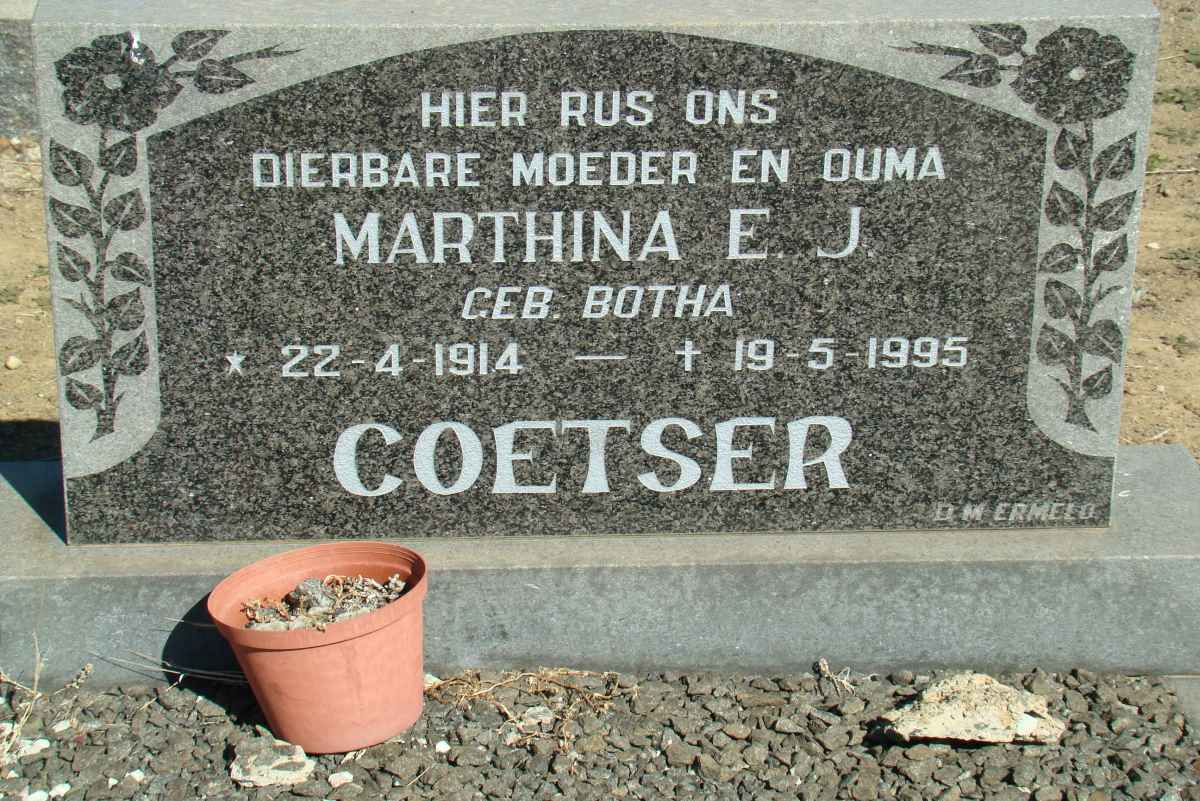 HIER RUS ONS
DIERBARE MOEDER EN OUMA
MARTHINA E. J.
GEB. BOTHA
* 22-4-1914 — † 19-5-1995
COETSER
D.M. ERMELO